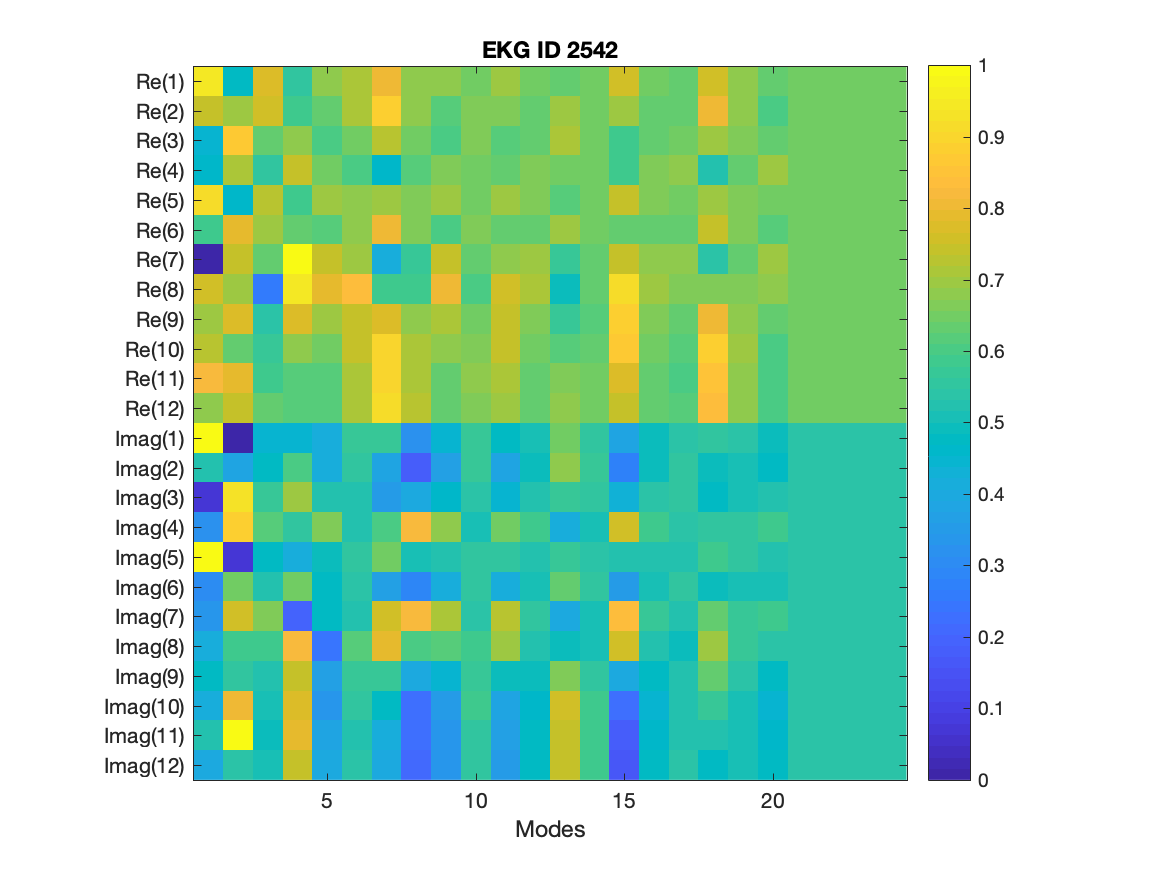 EKG ID 2542
Re(1)
Re(2)
Re(3)
Re(4)
Re(5)
Re(6)
Re(7)
Re(8)
Re(9)
Re(10)
Re(11)
Re(12)
Imag(1)
Imag(2)
Imag(3)
Imag(4)
Imag(5)
Imag(6)
Imag(7)
Imag(8)
Imag(9)
Imag(10)
Imag(11)
Imag(12)
5 10 15 20
Modes
1
0.9
0.8
0.7
0.6
0.5
0.4
0.3
0.2
0.1
0